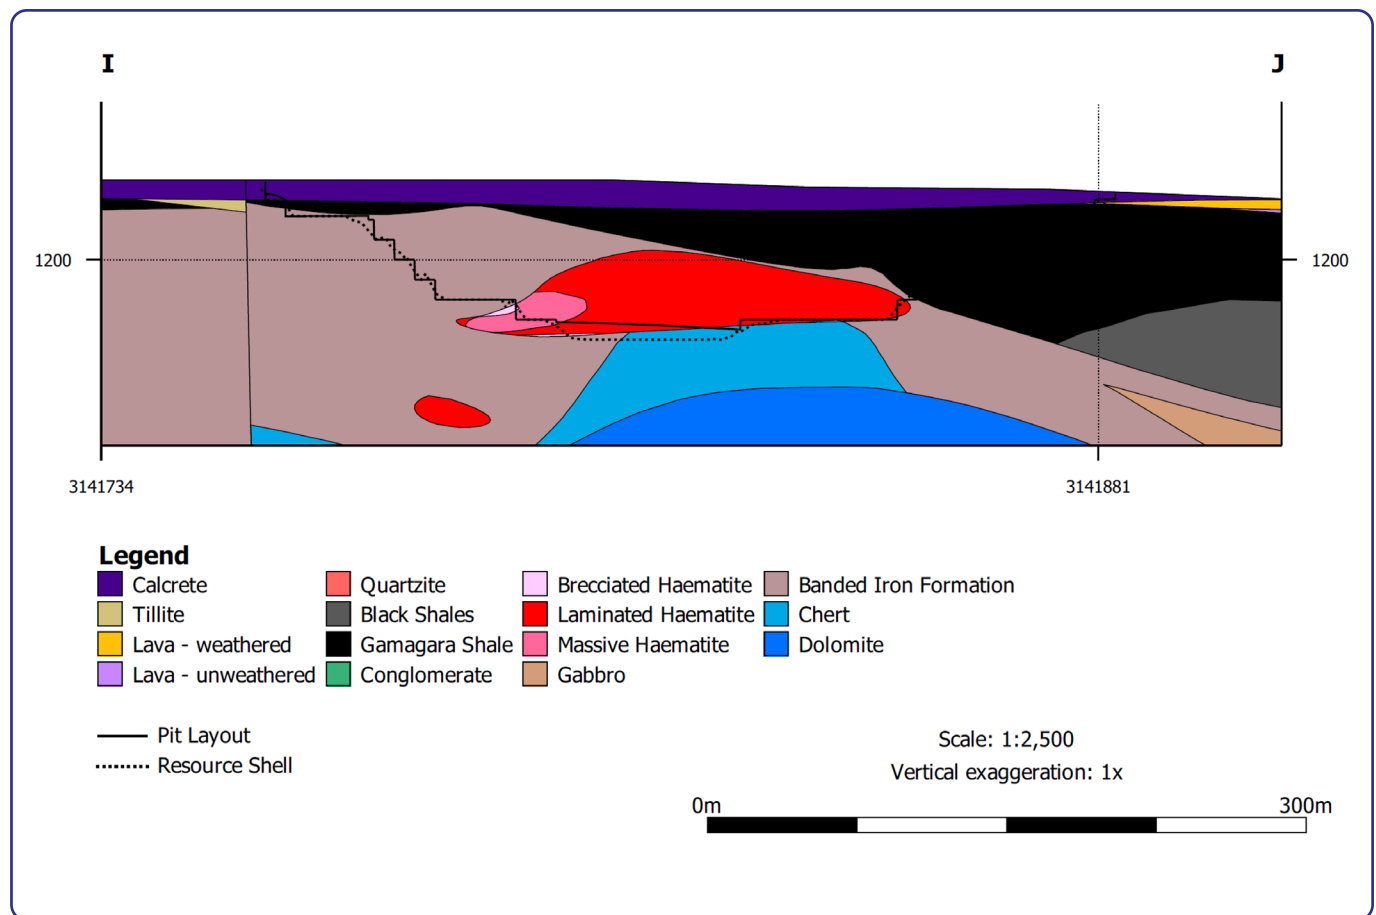 I J
1200 1200
3141734 3141881
Legend
Calcrete Quartzite Brecciated Haematite Banded Iron Formation
Tillite Black Shales Laminated Haematite Chert
Lava - weathered Gamagara Shale Massive Haematite Dolomite
Lava - unweathered Conglomerate Gabbro
Pit Layout
Resource Shell
Scale: 1:2,500
Vertical exaggeration: 1x
0m 300m